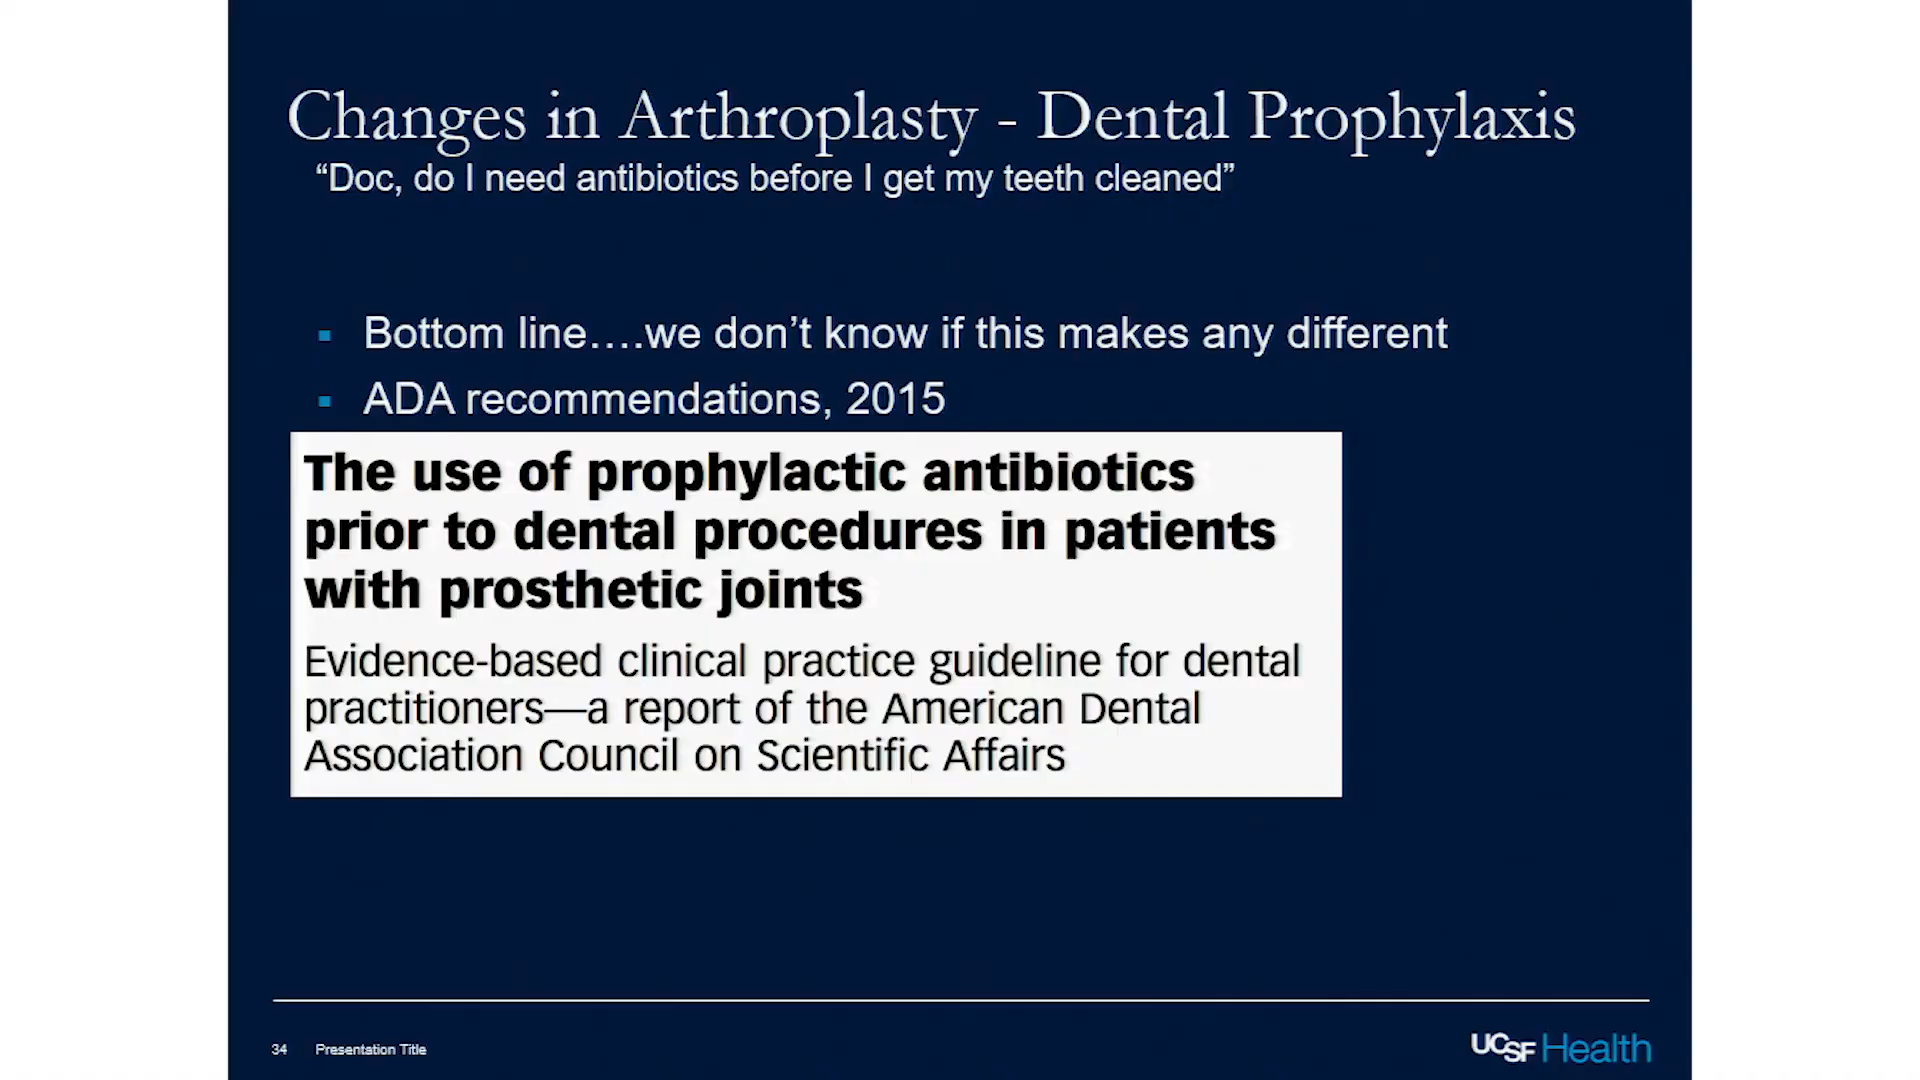 Changes in Arthroplasty - Dental Prophylaxis
“Doc, do I need antibiotics before I get my teeth cleaned”
▪ Bottom line….we don’t know if this makes any different
▪ ADA recommendations, 2015
The use of prophylactic antibiotics
prior to dental procedures in patients
with prosthetic joints
Evidence-based clinical practice guideline for dental
practitioners—a report of the American Dental
Association Council on Scientific Affairs
34 Presentation Title
UCSF Health